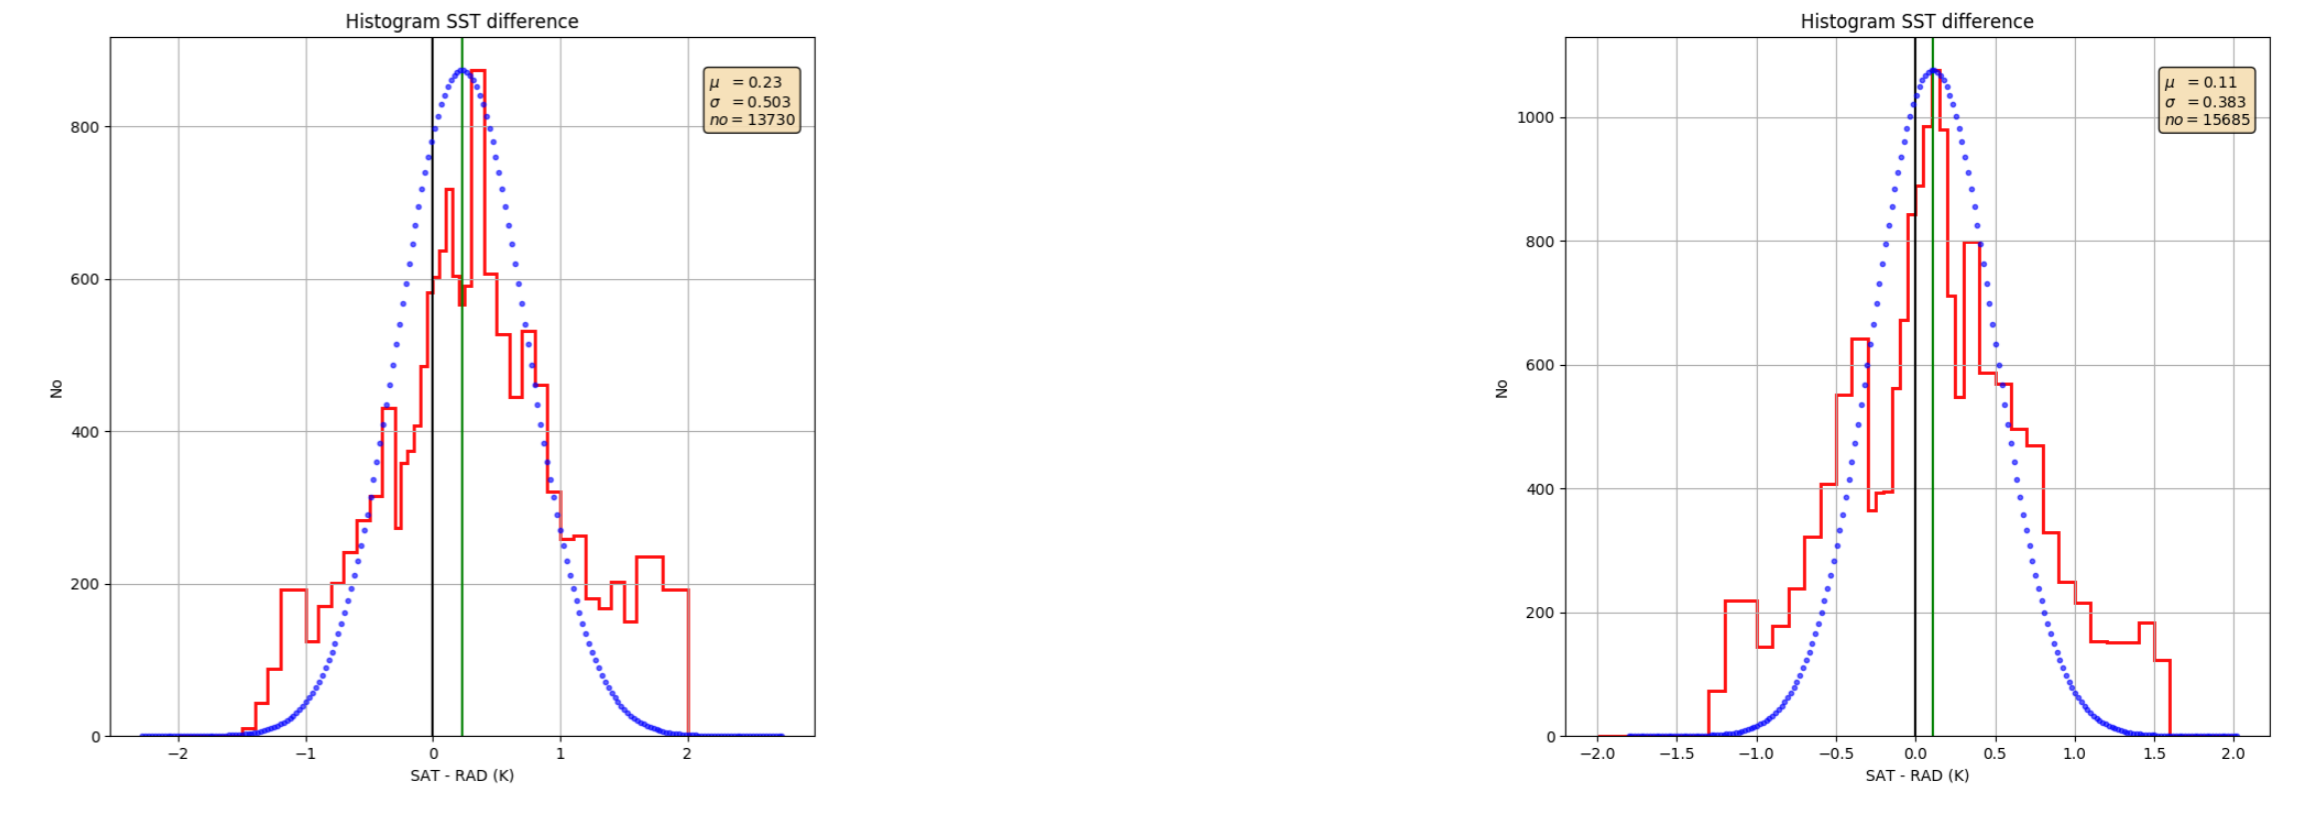 Histogram SST difference
μ = 0.23
σ = 0.503
no = 13730
800
600
400
200
0
No
−2 −1 0 1 2
SAT - RAD (K)
Histogram SST difference
μ = 0.11
σ = 0.383
no = 15685
1000
800
600
400
200
0
No
−2.0 −1.5 −1.0 −0.5 0.0 0.5 1.0 1.5 2.0
SAT - RAD (K)